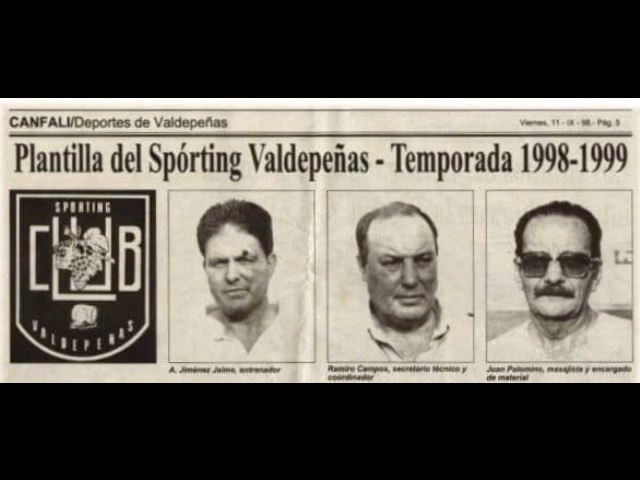 CANFALI/Deportes de Valdepeñas
Viernes, 11 - IX - 98.- Pág. 5
Plantilla del Spórting Valdepeñas - Temporada 1998-1999
SPORTING
CLUB
VALDEPEÑAS
A. Jiménez Jaime, entrenador
Ramiro Campos, secretario técnico y
coordinador
Juan Palomino, masajista y encargado
de material